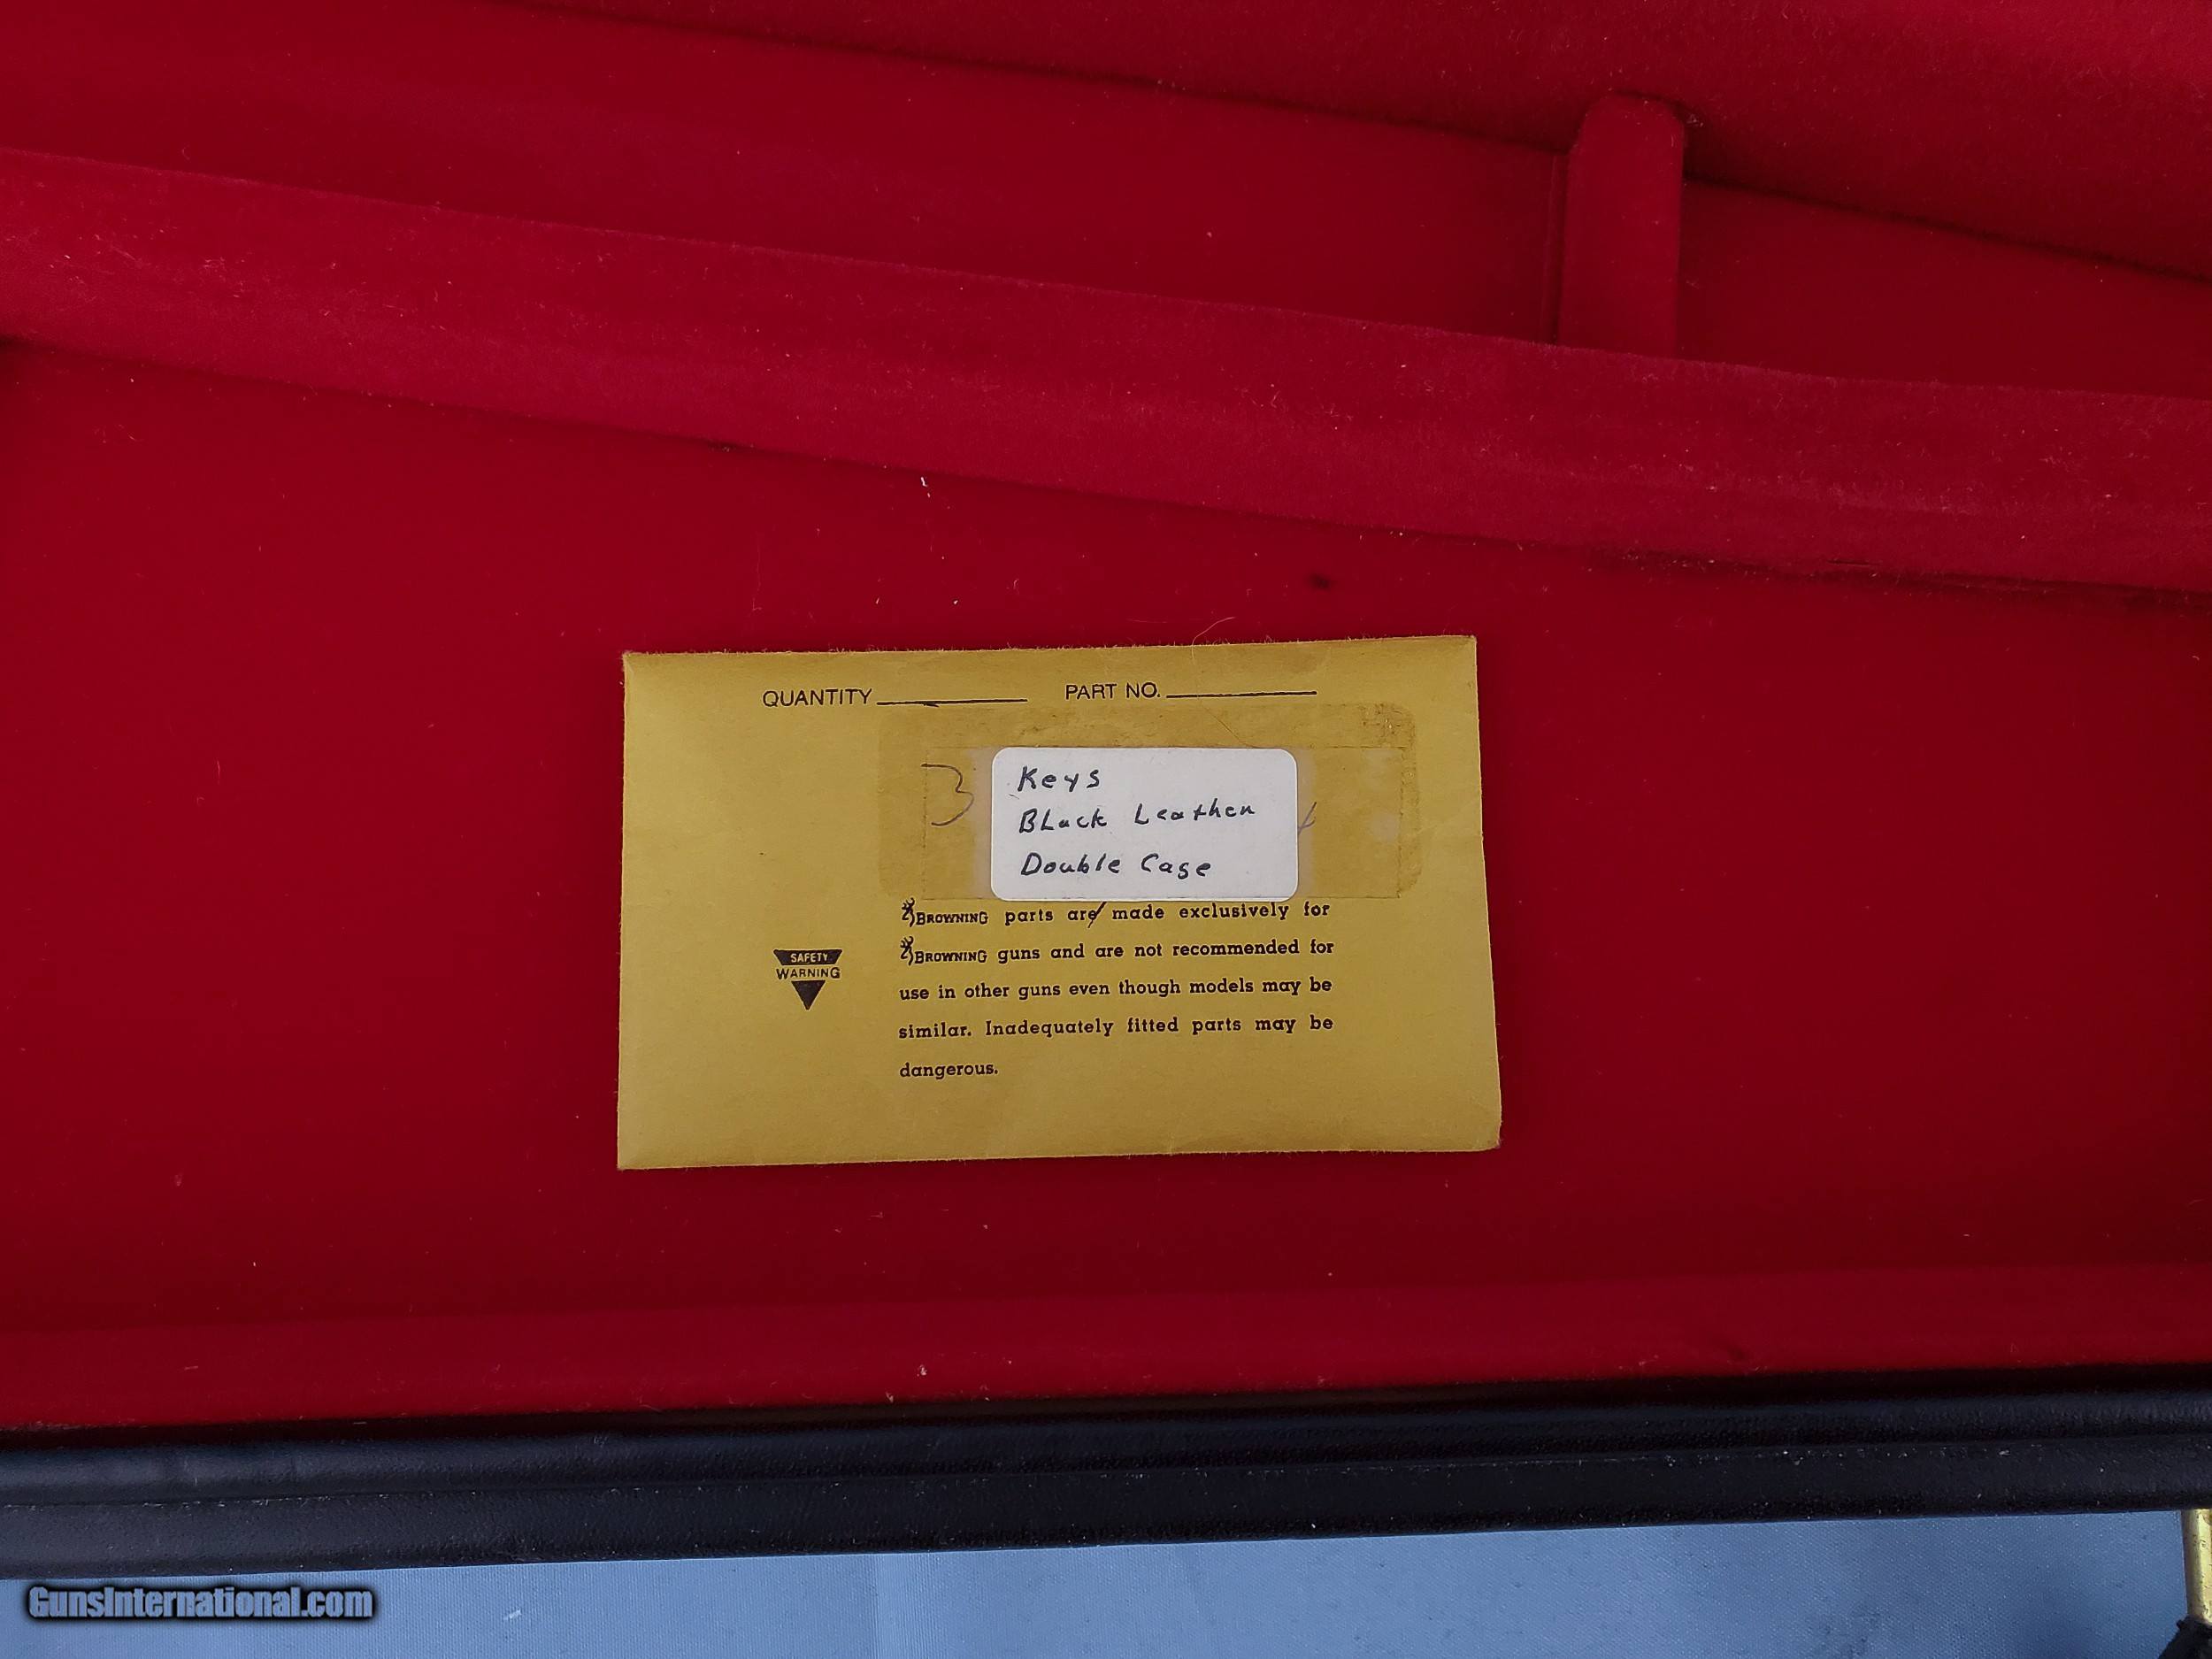 QUANTITY PART NO.
Keys
BLack Leather
Double Case
BROWNING parts are made exclusively for
BROWNING guns and are not recommended for
use in other guns even though models may be
similar. Inadequately fitted parts may be
dangerous.
SAFETY
WARNING
GunsInternational.com